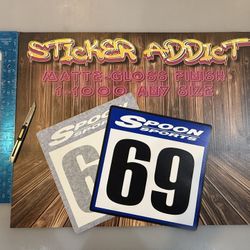 STICKER ADDICT
MATTE-GLOSS FINISH
1-1000 ANY SIZE
SPOON
SPORTS
6
SPOON
SPORTS
69